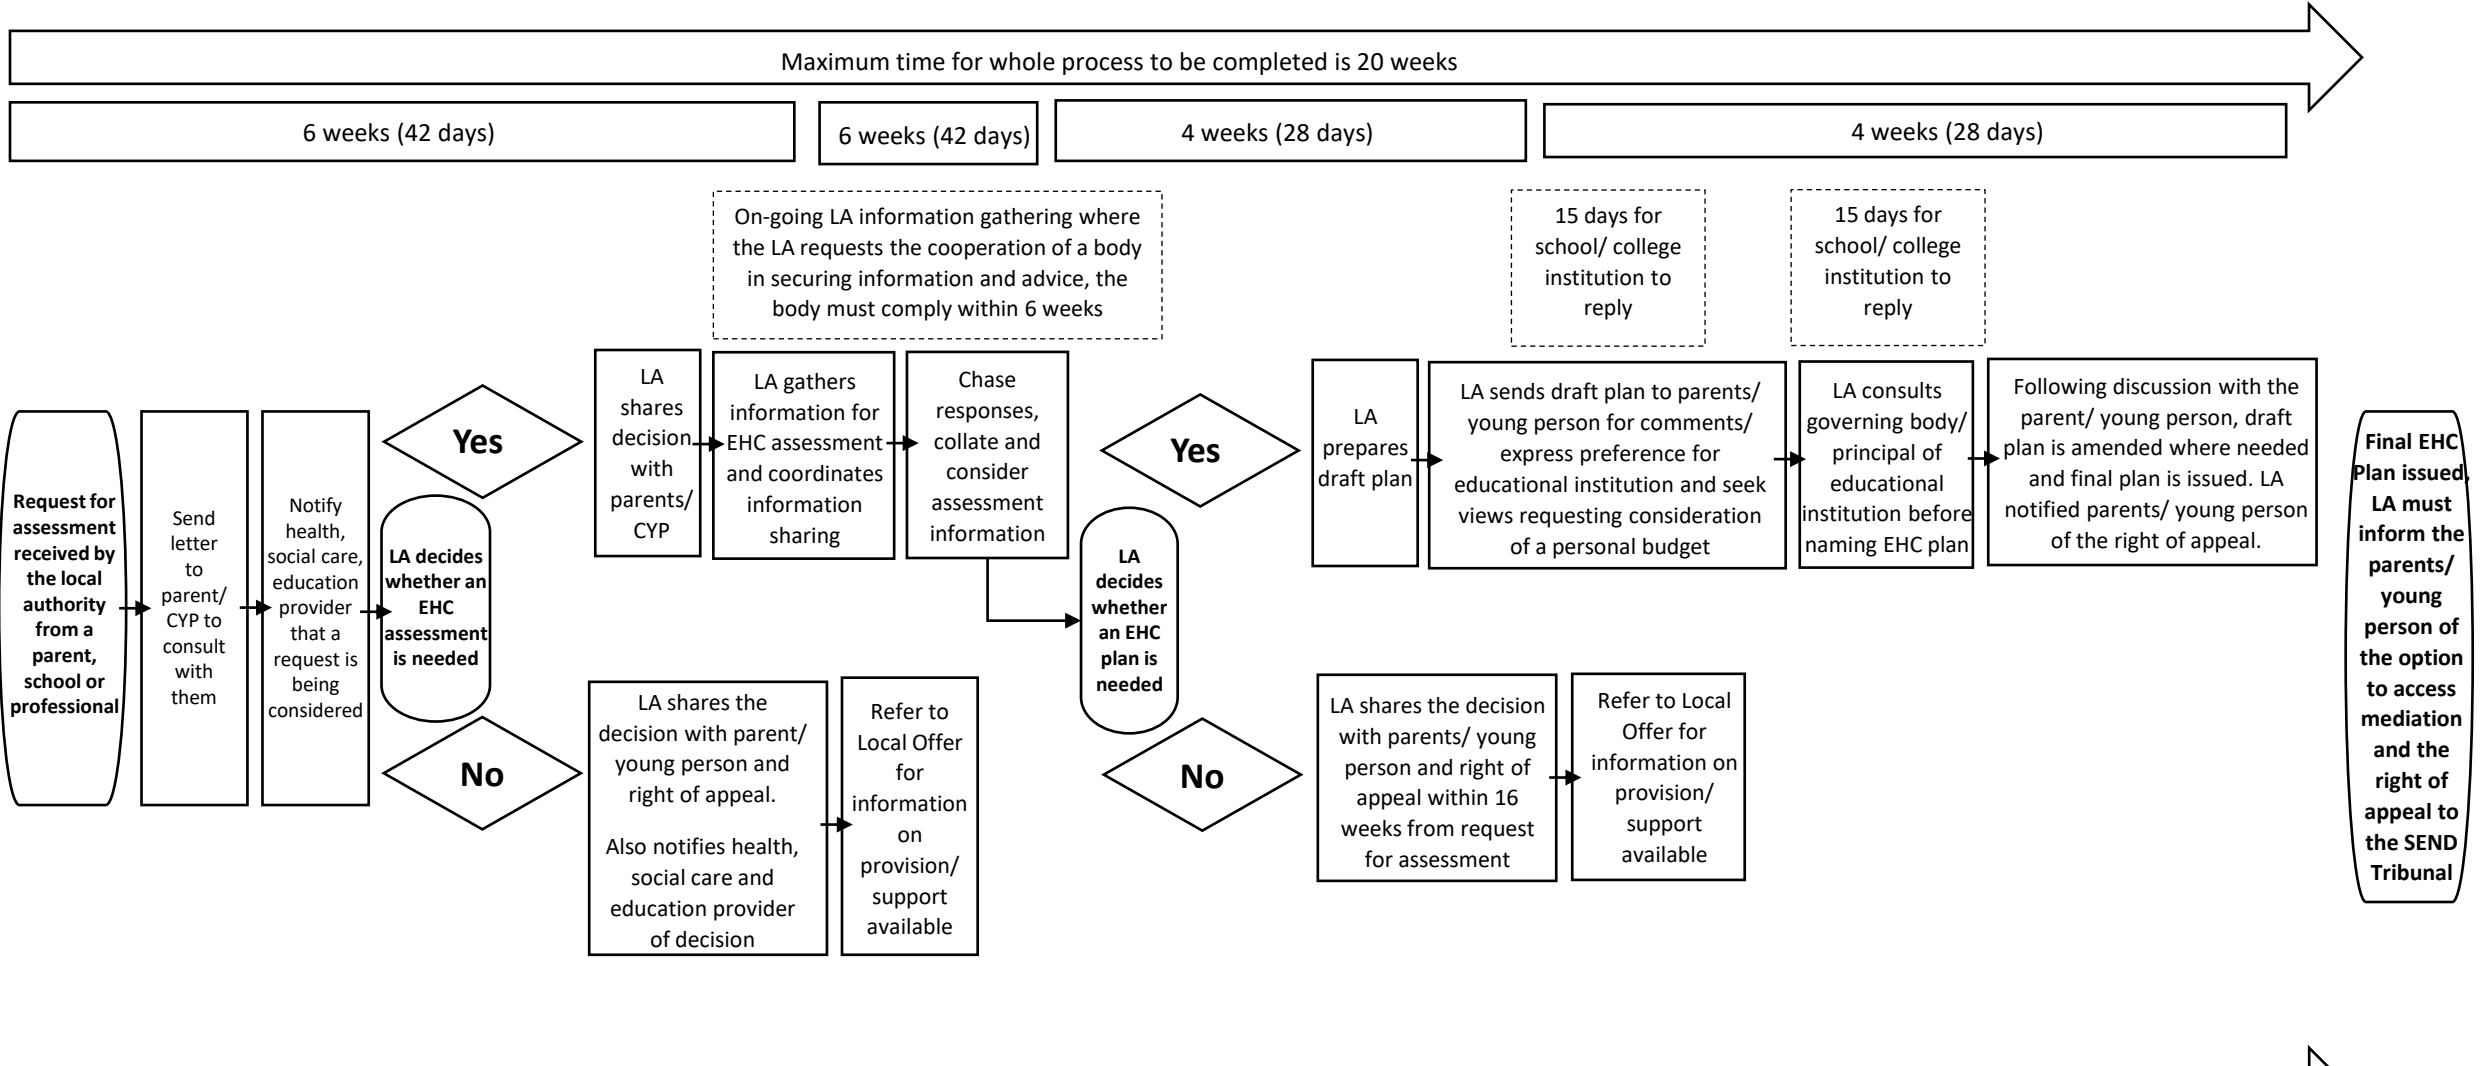 Maximum time for whole process to be completed is 20 weeks
6 weeks (42 days)
6 weeks (42 days)
4 weeks (28 days)
4 weeks (28 days)
On-going LA information gathering where
the LA requests the cooperation of a body
in securing information and advice, the
body must comply within 6 weeks
15 days for
school/ college
institution to
reply
15 days for
school/ college
institution to
reply
Request for
assessment
received by
the local
authority
from a
parent,
school or
professional
Send
letter
to
parent/
CYP to
consult
with
them
Notify
health,
social care,
education
provider
that a
request is
being
considered
LA decides
whether an
EHC
assessment
is needed
Yes
LA
shares
decision
with
parents/
CYP
LA gathers
information for
EHC assessment
and coordinates
information
sharing
Chase
responses,
collate and
consider
assessment
information
No
LA shares the
decision with parent/
young person and
right of appeal.
Also notifies health,
social care and
education provider
of decision
Refer to
Local Offer
for
information
on
provision/
support
available
LA
decides
whether
an EHC
plan is
needed
Yes
LA
prepares
draft plan
LA sends draft plan to parents/
young person for comments/
express preference for
educational institution and seek
views requesting consideration
of a personal budget
LA consults
governing body/
principal of
educational
institution before
naming EHC plan
Following discussion with the
parent/ young person, draft
plan is amended where needed
and final plan is issued. LA
notified parents/ young person
of the right of appeal.
No
LA shares the decision
with parents/ young
person and right of
appeal within 16
weeks from request
for assessment
Refer to Local
Offer for
information on
provision/
support
available
Final EHC
Plan issued,
LA must
inform the
parents/
young
person of
the option
to access
mediation
and the
right of
appeal to
the SEND
Tribunal